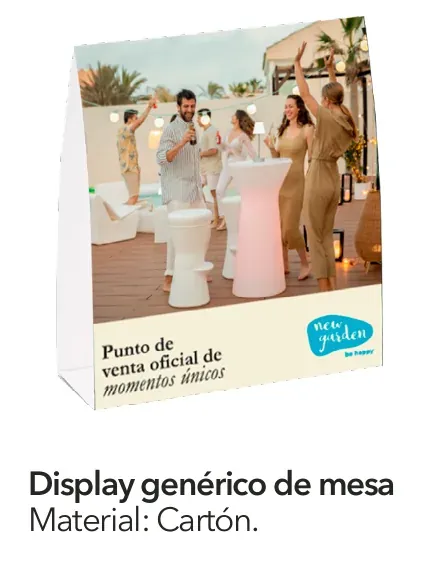 new
garden
be happy
Punto de
venta oficial de
momentos únicos
Display genérico de mesa
Material: Cartón.